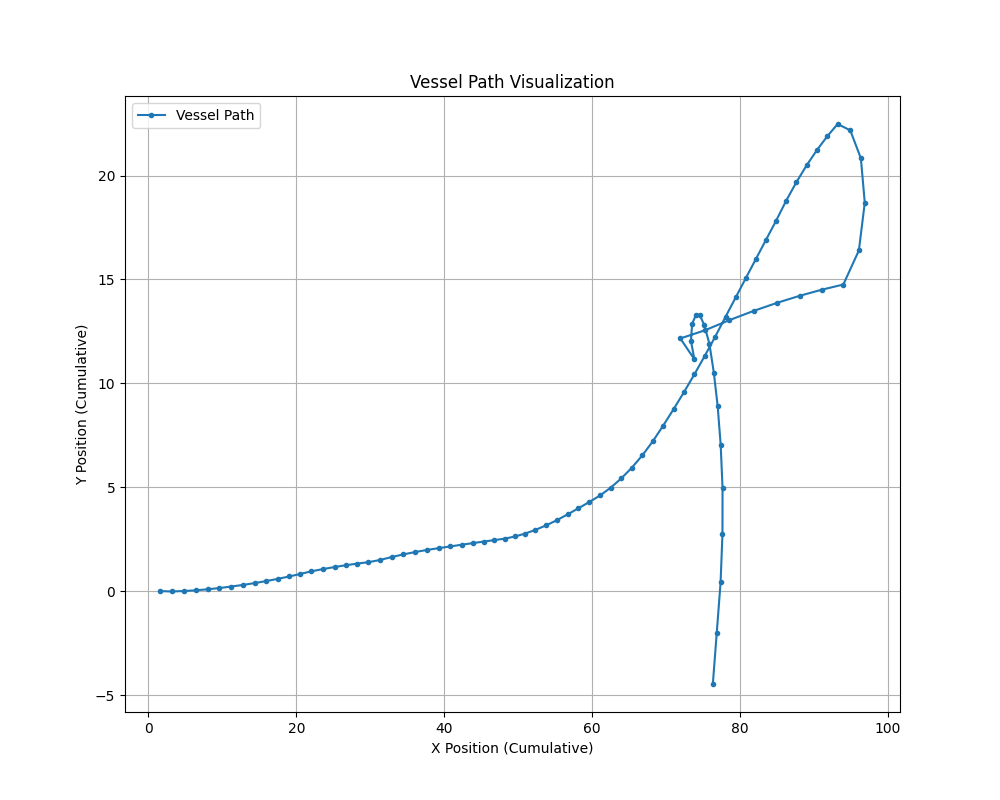 Vessel Path Visualization
Vessel Path
Y Position (Cumulative)
20
15
10
5
0
−5
0 20 40 60 80 100
X Position (Cumulative)